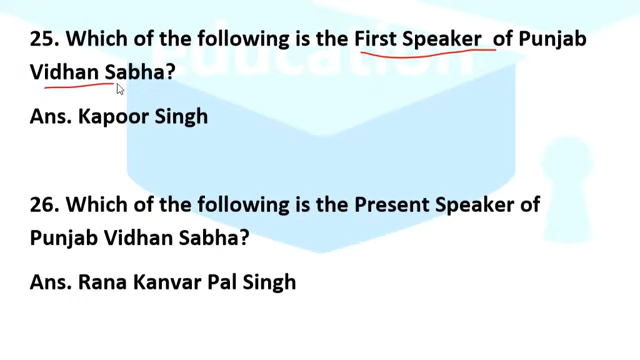 25. Which of the following is the First Speaker of Punjab
Vidhan Sabha?
Ans. Kapoor Singh
education
26. Which of the following is the Present Speaker of
Punjab Vidhan Sabha?
Ans. Rana Kanvar Pal Singh